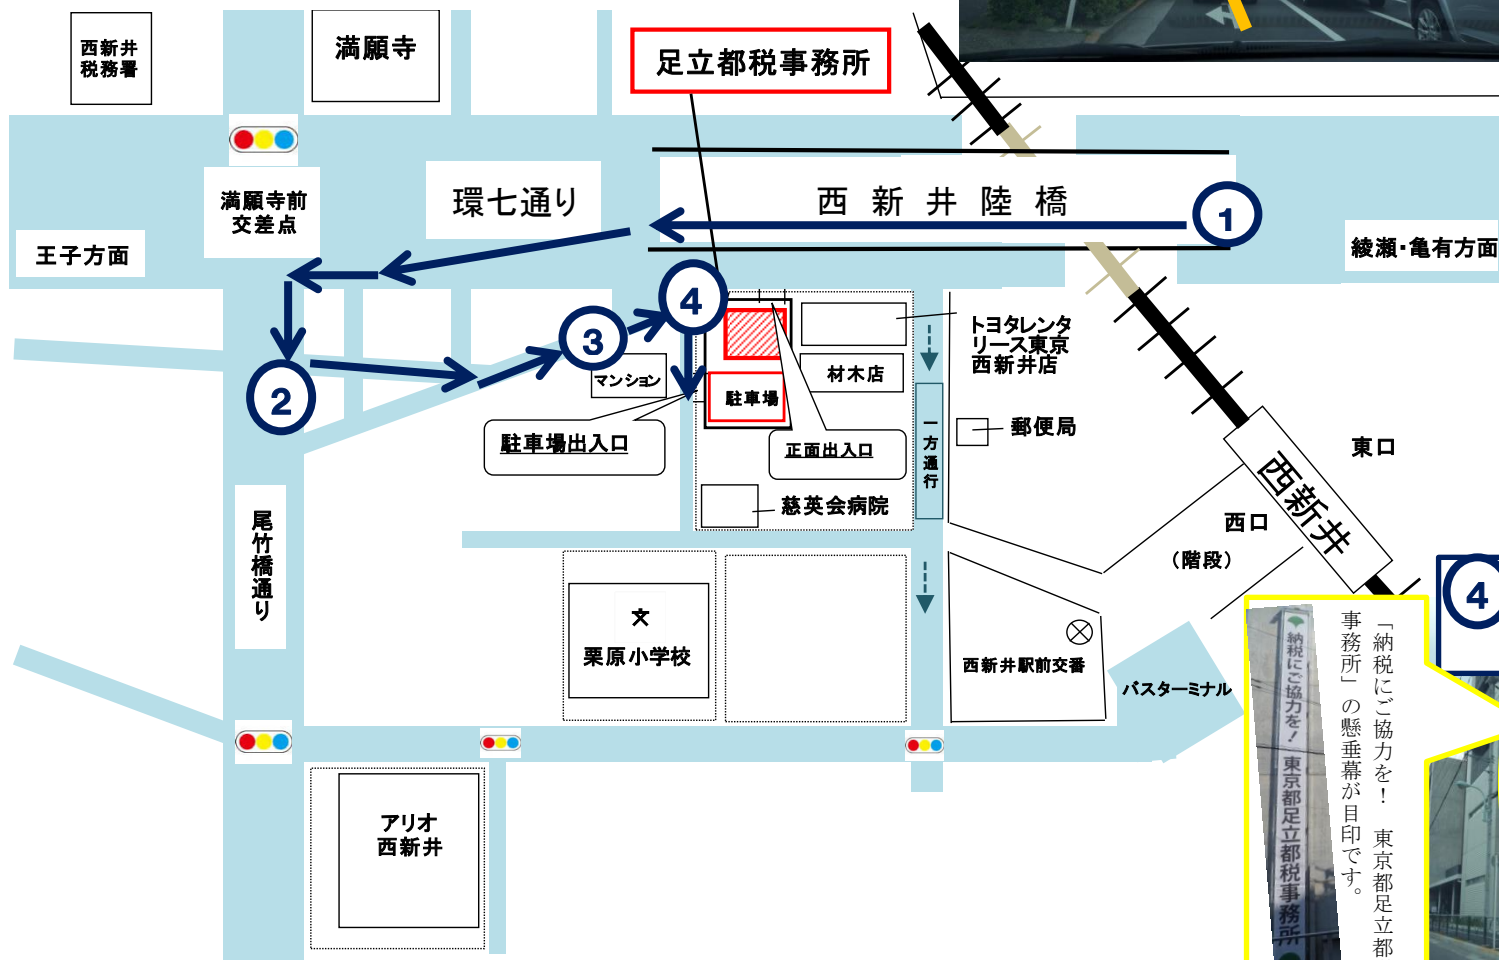 西新井
税務署
満願寺
足立都税事務所
満願寺前
交差点
環七通り
西新井陸橋
1
王子方面
綾瀬・亀有方面
4
3
2
トヨタレンタ
リース東京
西新井店
マンション
材木店
駐車場
駐車場出入口
正面出入口
一方通行
郵便局
東口
西新井
西口
（階段）
慈英会病院
尾竹橋通り
文
栗原小学校
西新井駅前交番
バスターミナル
アリオ
西新井
4
「納税にご協力を！　東京都足立都
事務所」の懸垂幕が目印です。
納税にご協力を！　東京都足立都税事務所